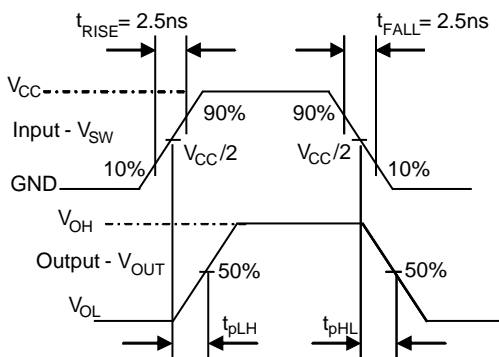 tRISE= 2.5ns
tFALL= 2.5ns
VCC
90%
90%
Input - VSW
VCC/2
VCC/2
10%
10%
GND
VOH
Output - VOUT
50%
50%
VOL
tpLH
tpHL